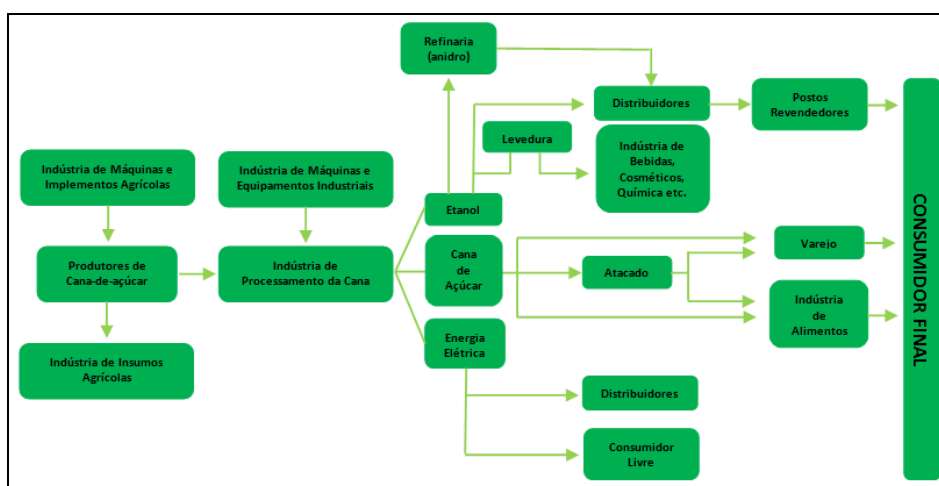 Refinaria
(anidro)
Distribuidores
Postos
Revendedores
Levedura
Indústria de
Bebidas,
Cosméticos,
Química etc.
Indústria de Máquinas e
Implementos Agrícolas
Indústria de Máquinas e
Equipamentos Industriais
Etanol
Produtores de
Cana-de-açúcar
Indústria de
Processamento da Cana
Cana
de
Açúcar
Atacado
Varejo
Indústria
de
Alimentos
Energia
Elétrica
Indústria de Insumos
Agrícolas
Distribuidores
Consumidor
Livre
CONSUMIDOR FINAL